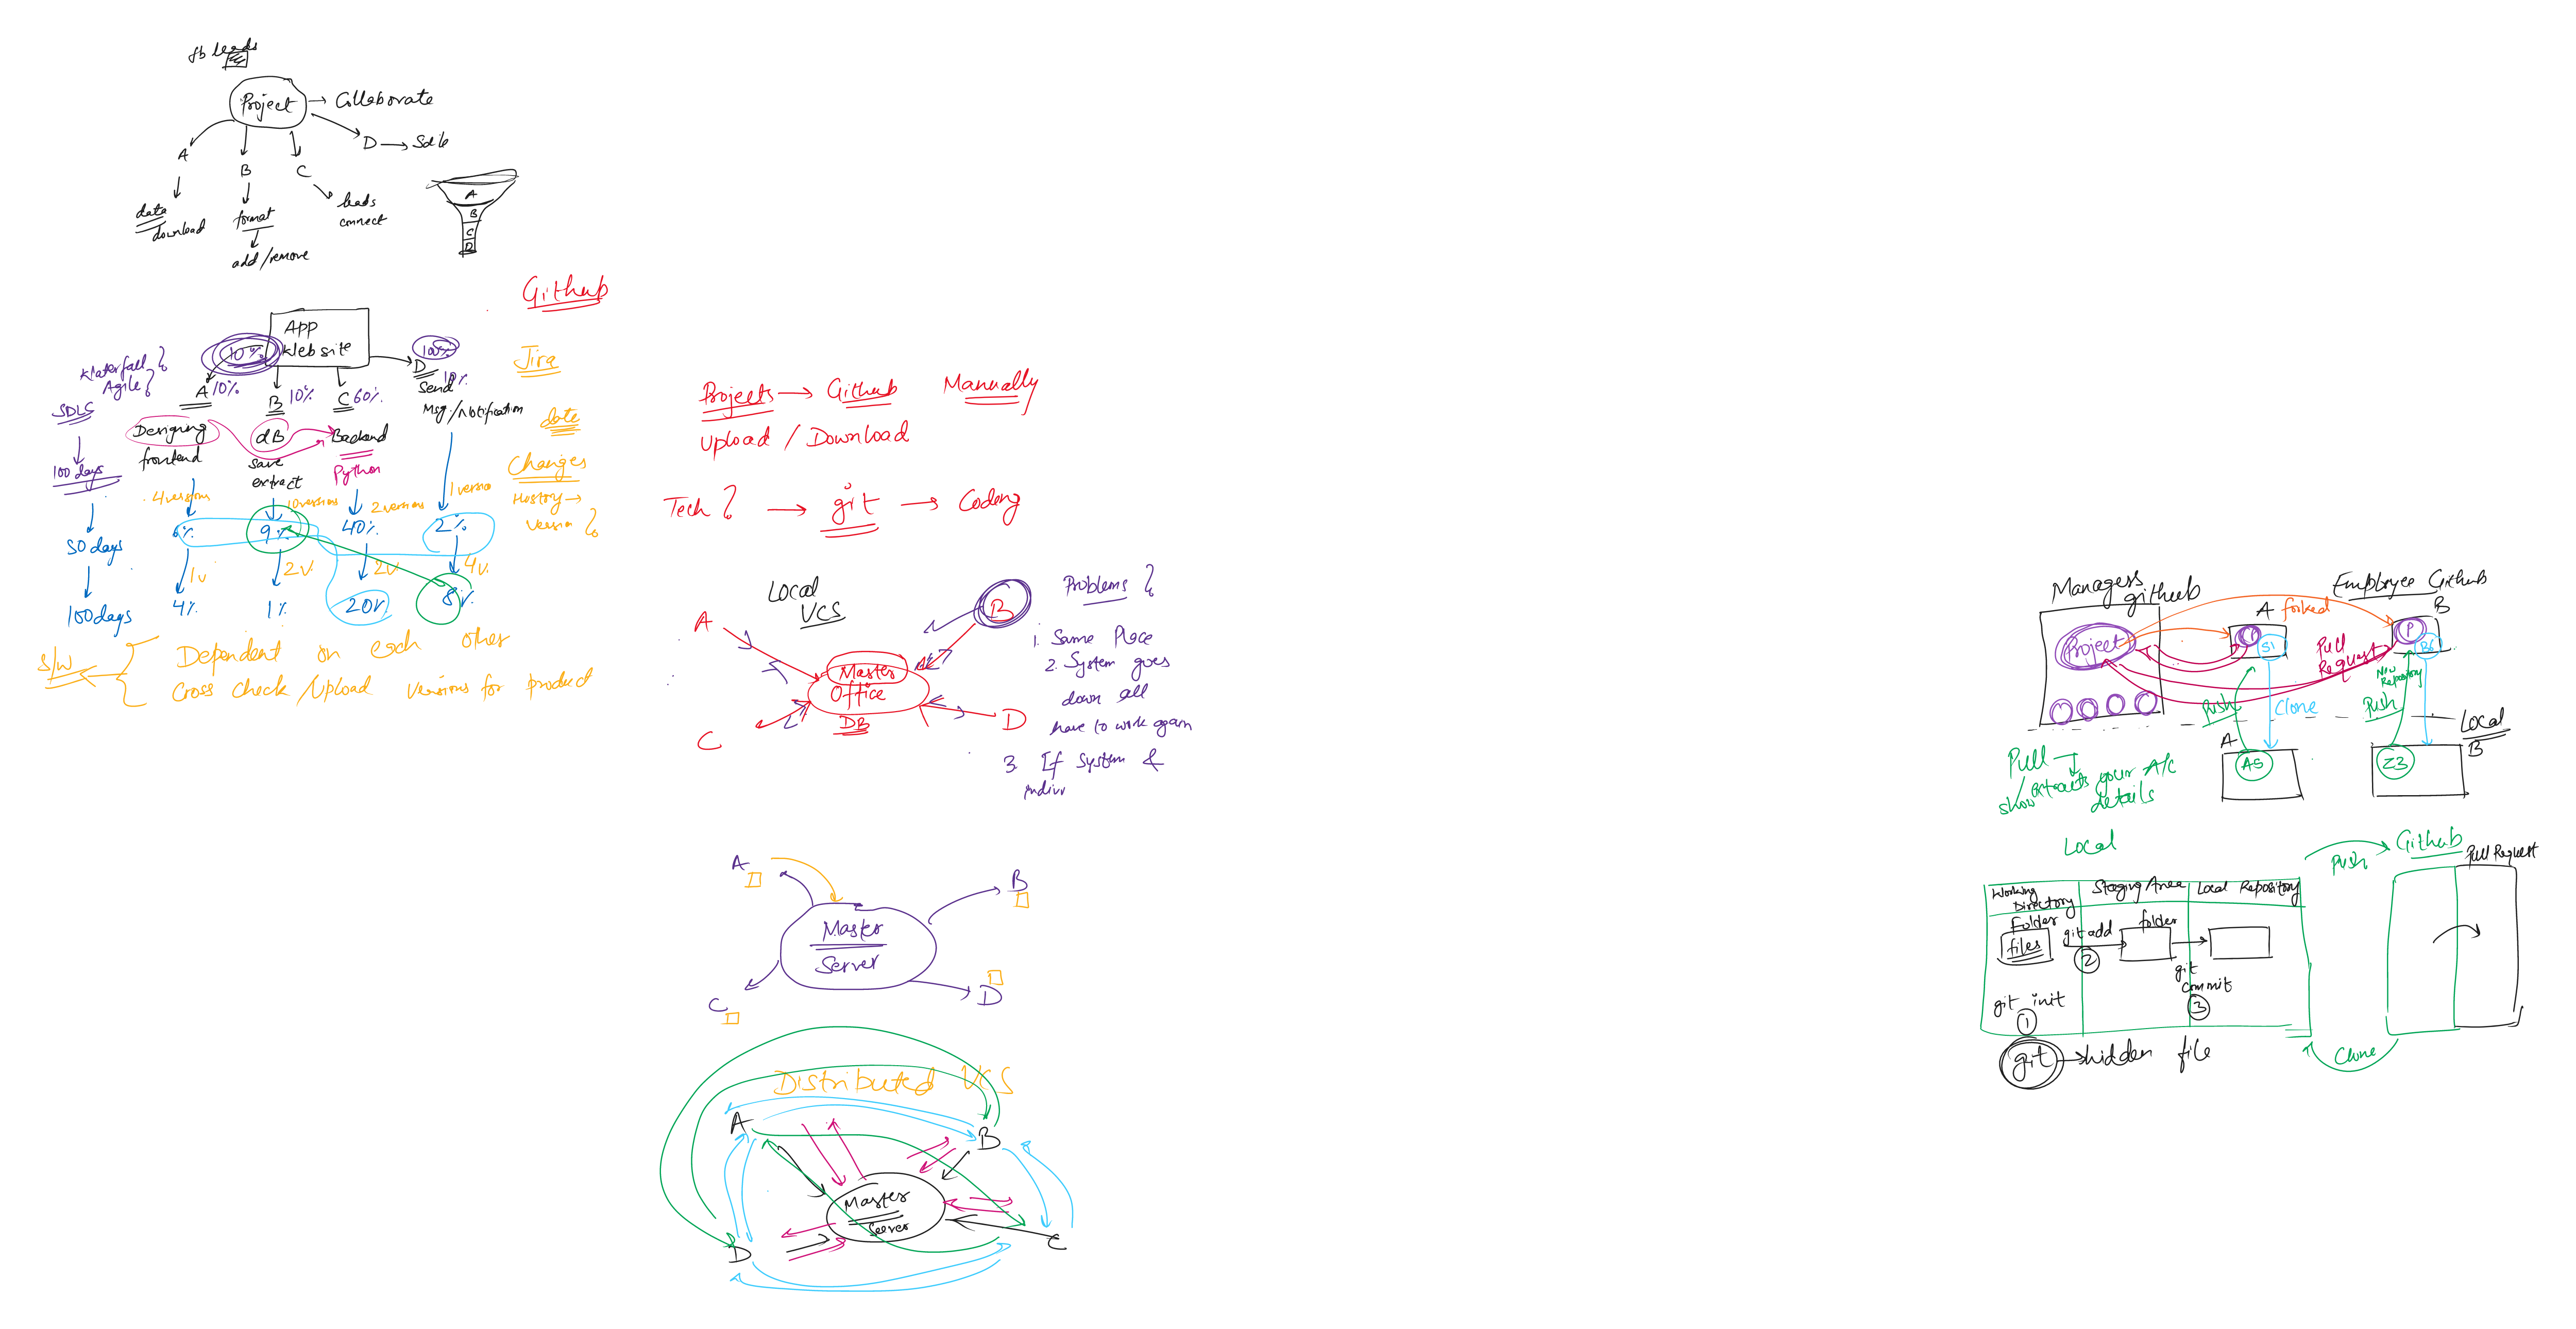 fb leads
Project → Collaborate
A
B
C
D → Sale
data
download
format
add/remove
leads
connect
A
B
C
D
Github
App
Website
10%
100%
Waterfall
Agile
SDLC
100 days
A 10%
B 10%
C 60%
D
10%
Send
Msg/Notification
Jira
date
Changes
History →
version
Designing
frontend
dB
save
extract
Backend
Python
4 versions
10 versions
2 versions
1 version
50 days
6%
9%
40%
2%
1v
2v.
2v
4v.
100 days
4%
1%
20%
8%
S/W
Dependent on each other
Cross check/Upload versions for product
Projects → Github Manually
Upload / Download
Tech → git → Coding
Local
VCS
A
B
C
D
Master
Office
DB
Problems
1. Same Place
2. System goes
down all
have to work again
3. If System &
A
B
C
D
Master
Server
Distributed VCS
A
B
C
D
Master
Server
Managers
github
Employee Github
Project
A
forked
B
P
S1
P
B6
Pull
Request
New
Repository
Push
Clone
Push
Local
A
A5
B
Z3
Pull →
show/extracts your A/c
details
Local
Push
Github
Pull Request
Working
Directory
Staging Area
Local Repository
Folder
files
git add
2
folder
git
commit
3
git init
1
git → hidden file
Clone